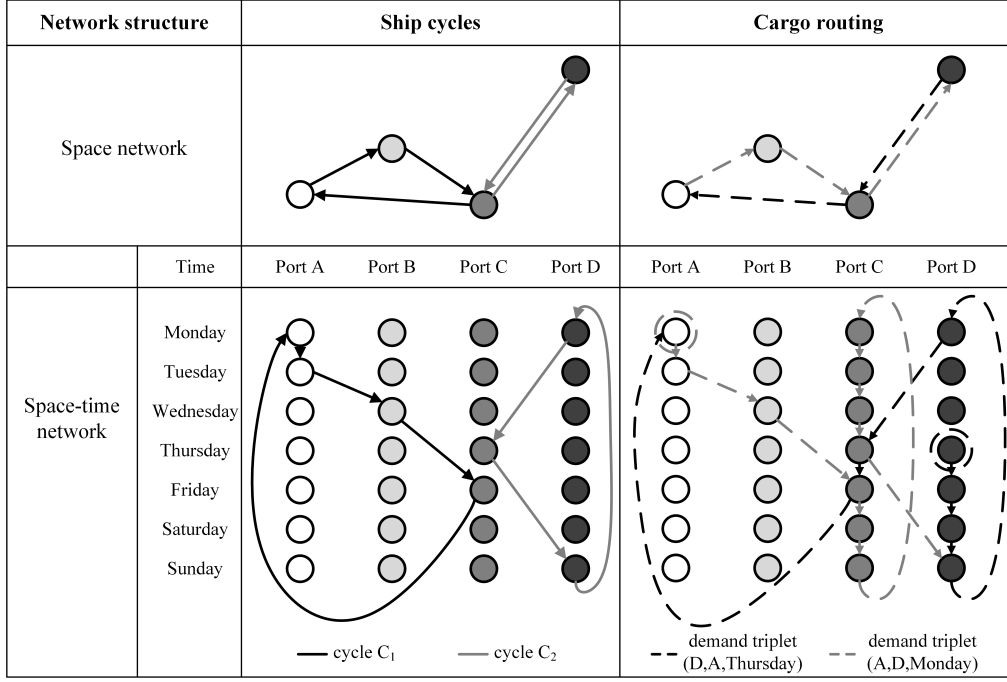 Network structure
Ship cycles
Cargo routing
Space network
Time
Port A
Port B
Port C
Port D
Port A
Port B
Port C
Port D
Space-time
network
Monday
Tuesday
Wednesday
Thursday
Friday
Saturday
Sunday
cycle C₁
cycle C₂
demand triplet
(D,A,Thursday)
demand triplet
(A,D,Monday)